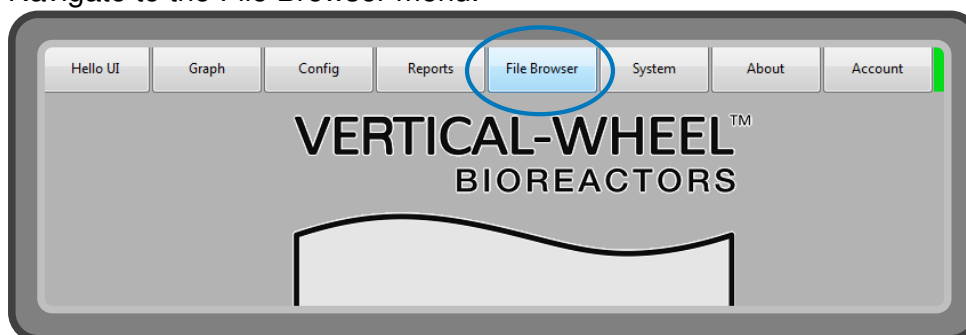 Navigate to the File Browser menu.
Hello UI Graph Config Reports File Browser System About Account
VERTICAL-WHEEL™
BIOREACTORS